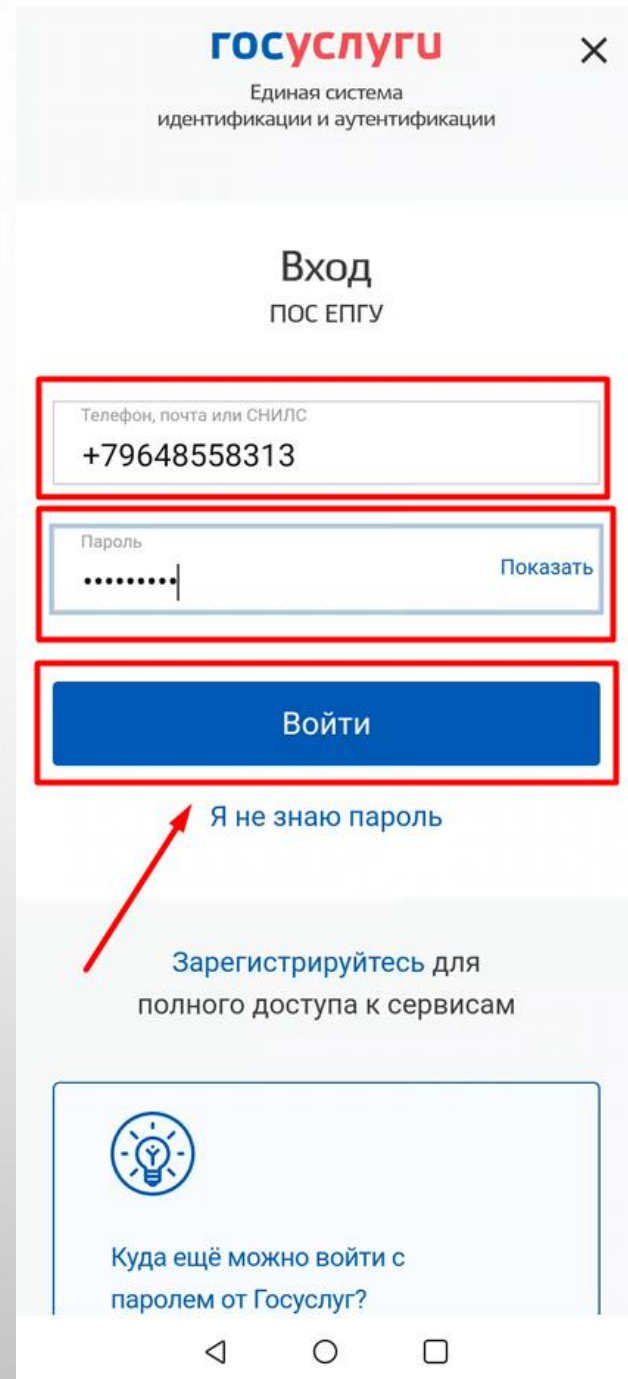 госуслуги
Единая система
идентификации и аутентификации
Вход
ПОС ЕПГУ
Телефон, почта или СНИЛС
+79648558313
Пароль
•••••••••
Показать
Войти
Я не знаю пароль
Зарегистрируйтесь для
полного доступа к сервисам
Куда ещё можно войти с
паролем от Госуслуг?